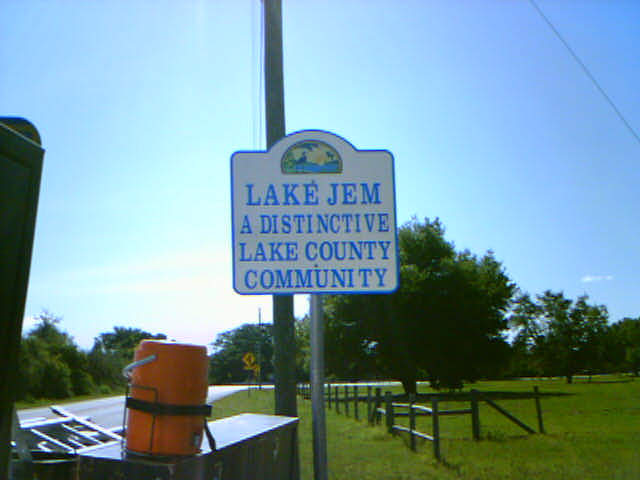 LAKE JEM
A DISTINCTIVE
LAKE COUNTY
COMMUNITY